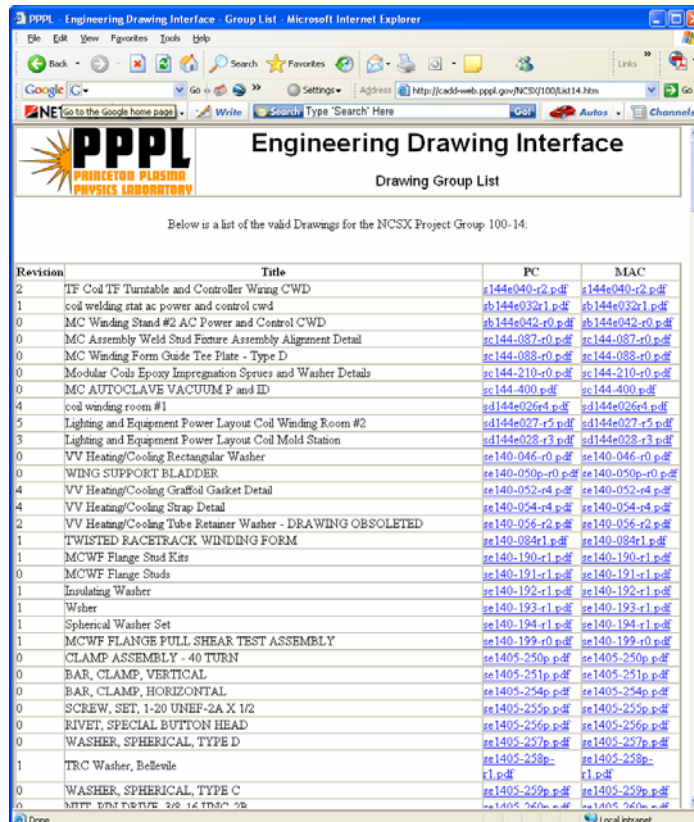 PPPL - Engineering Drawing Interface - Group List - Microsoft Internet Explorer
File Edit View Favorites Tools Help
Back Search Favorites Links
Google G Go Settings Address http://cadd-web.pppl.gov/NCSX/100/List14.htm Go
NET Go to the Google home page Write Search Type 'Search' Here Go! Autos Channels
PPPL
PRINCETON PLASMA
PHYSICS LABORATORY
Engineering Drawing Interface
Drawing Group List
Below is a list of the valid Drawings for the NCSX Project Group 100-14:
Revision Title PC MAC
2 TF Coil TF Turntable and Controller Wiring CWD s144e040-r2.pdf s144e040-r2.pdf
1 coil welding stat ac power and control cwd sb144e032r1.pdf sb144e032r1.pdf
0 MC Winding Stand #2 AC Power and Control CWD sb144e042-r0.pdf sb144e042-r0.pdf
0 MC Assembly Weld Stud Fixture Assembly Alignment Detail sc144-087-r0.pdf sc144-087-r0.pdf
0 MC Winding Form Guide Tee Plate - Type D sc144-088-r0.pdf sc144-088-r0.pdf
0 Modular Coils Epoxy Impregnation Sprues and Washer Details sc144-210-r0.pdf sc144-210-r0.pdf
0 MC AUTOCLAVE VACUUM P and ID sc144-400.pdf sc144-400.pdf
4 coil winding room #1 sd144e026r4.pdf sd144e026r4.pdf
5 Lighting and Equipment Power Layout Coil Winding Room #2 sd144e027-r5.pdf sd144e027-r5.pdf
3 Lighting and Equipment Power Layout Coil Mold Station sd144e028-r3.pdf sd144e028-r3.pdf
0 VV Heating/Cooling Rectangular Washer se140-046-r0.pdf se140-046-r0.pdf
0 WING SUPPORT BLADDER se140-050p-r0.pdf se140-050p-r0.pdf
4 VV Heating/Cooling Graffoil Gasket Detail se140-052-r4.pdf se140-052-r4.pdf
4 VV Heating/Cooling Strap Detail se140-054-r4.pdf se140-054-r4.pdf
2 VV Heating/Cooling Tube Retainer Washer - DRAWING OBSOLETED se140-056-r2.pdf se140-056-r2.pdf
1 TWISTED RACETRACK WINDING FORM se140-084r1.pdf se140-084r1.pdf
1 MCWF Flange Stud Kits se140-190-r1.pdf se140-190-r1.pdf
0 MCWF Flange Studs se140-191-r1.pdf se140-191-r1.pdf
1 Insulating Washer se140-192-r1.pdf se140-192-r1.pdf
1 Wsher se140-193-r1.pdf se140-193-r1.pdf
1 Spherical Washer Set se140-194-r1.pdf se140-194-r1.pdf
1 MCWF FLANGE PULL SHEAR TEST ASSEMBLY se140-199-r0.pdf se140-199-r0.pdf
0 CLAMP ASSEMBLY - 40 TURN se1405-250p.pdf se1405-250p.pdf
0 BAR, CLAMP, VERTICAL se1405-251p.pdf se1405-251p.pdf
0 BAR, CLAMP, HORIZONTAL se1405-254p.pdf se1405-254p.pdf
0 SCREW, SET, 1-20 UNEF-2A X 1/2 se1405-255p.pdf se1405-255p.pdf
0 RIVET, SPECIAL BUTTON HEAD se1405-256p.pdf se1405-256p.pdf
0 WASHER, SPHERICAL, TYPE D se1405-257p.pdf se1405-257p.pdf
1 TRC Washer, Bellevile se1405-258p-r1.pdf se1405-258p-r1.pdf
0 WASHER, SPHERICAL, TYPE C se1405-259p.pdf se1405-259p.pdf
0 NUT, PIN DRIVE, 3/8-16 UNC-2B se1405-260p.pdf se1405-260p.pdf
Done Local intranet